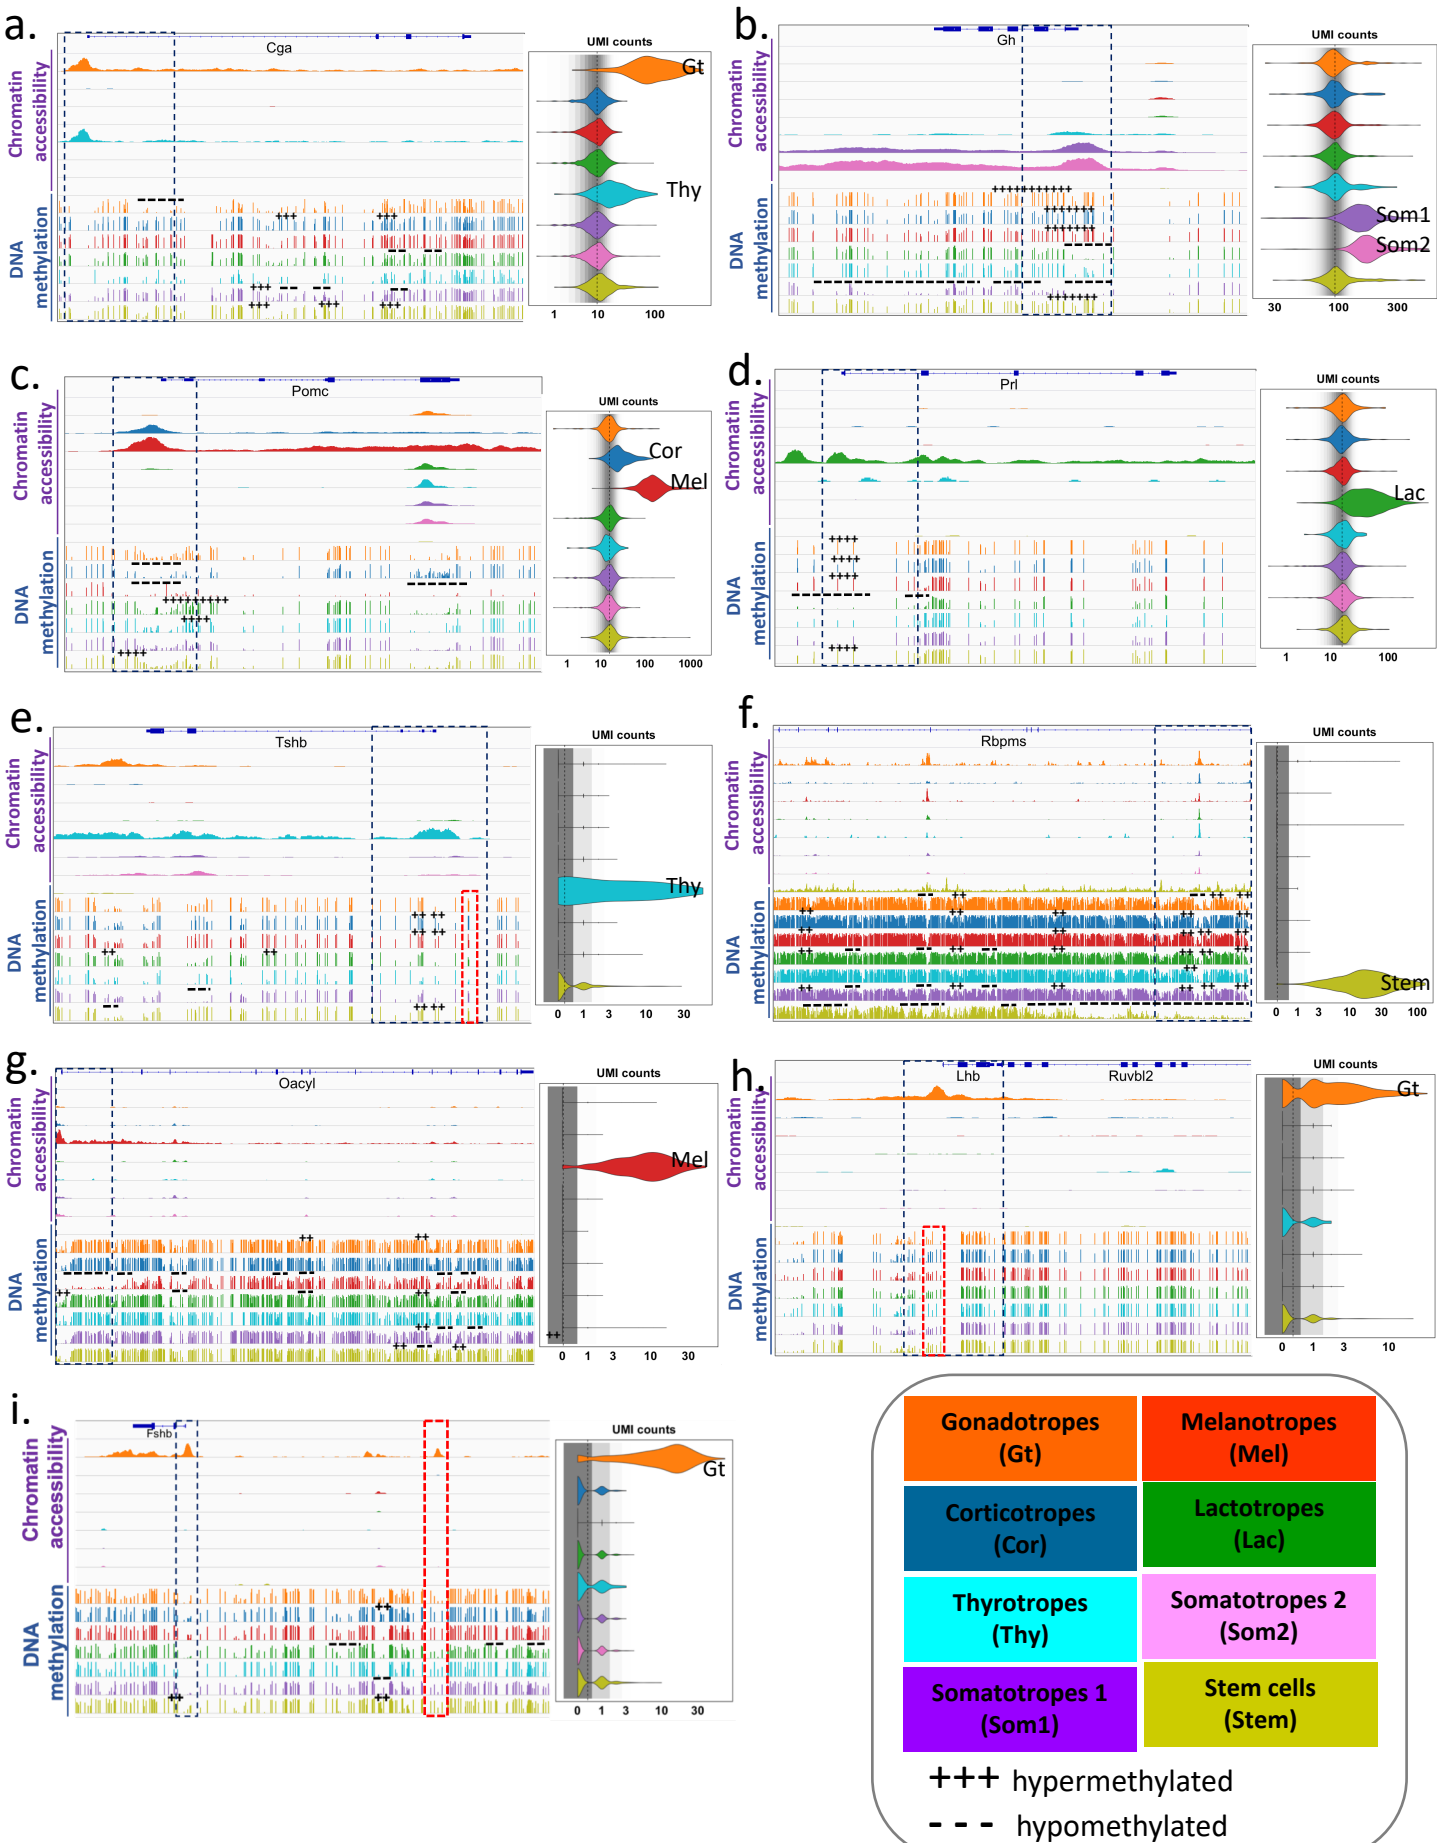 a.
Cga
UMI counts
Chromatin
accessibility
DNA
methylation
Gt
Thy
- - - - - -
+++
+++
- - -
- - -
+++
- - -
- - -
- - -
+++
+++
+++
1 10 100
b.
Gh
UMI counts
Chromatin
accessibility
DNA
methylation
Som1
Som2
30 100 300
c.
Pomc
UMI counts
Chromatin
accessibility
DNA
methylation
Cor
Mel
1 10 100 1000
d.
Prl
UMI counts
Chromatin
accessibility
DNA
methylation
Lac
++++
++++
++++
++++
1 10 100
e.
Tshb
UMI counts
Chromatin
accessibility
DNA
methylation
Thy
++ ++
++ ++
++ ++
++ ++
0 1 3 10 30
f.
Rbpms
UMI counts
Chromatin
accessibility
DNA
methylation
Stem
0 1 3 10 30 100
g.
Oacyl
UMI counts
Chromatin
accessibility
DNA
methylation
Mel
0 1 3 10 30
h.
Lhb Ruvbl2
UMI counts
Chromatin
accessibility
DNA
methylation
Gt
0 1 3 10
i.
Fshb
UMI counts
Chromatin
accessibility
DNA
methylation
Gt
0 1 3 10 30
Gonadotropes
(Gt)
Melanotropes
(Mel)
Corticotropes
(Cor)
Lactotropes
(Lac)
Thyrotropes
(Thy)
Somatotropes 2
(Som2)
Somatotropes 1
(Som1)
Stem cells
(Stem)
+++ hypermethylated
- - - hypomethylated